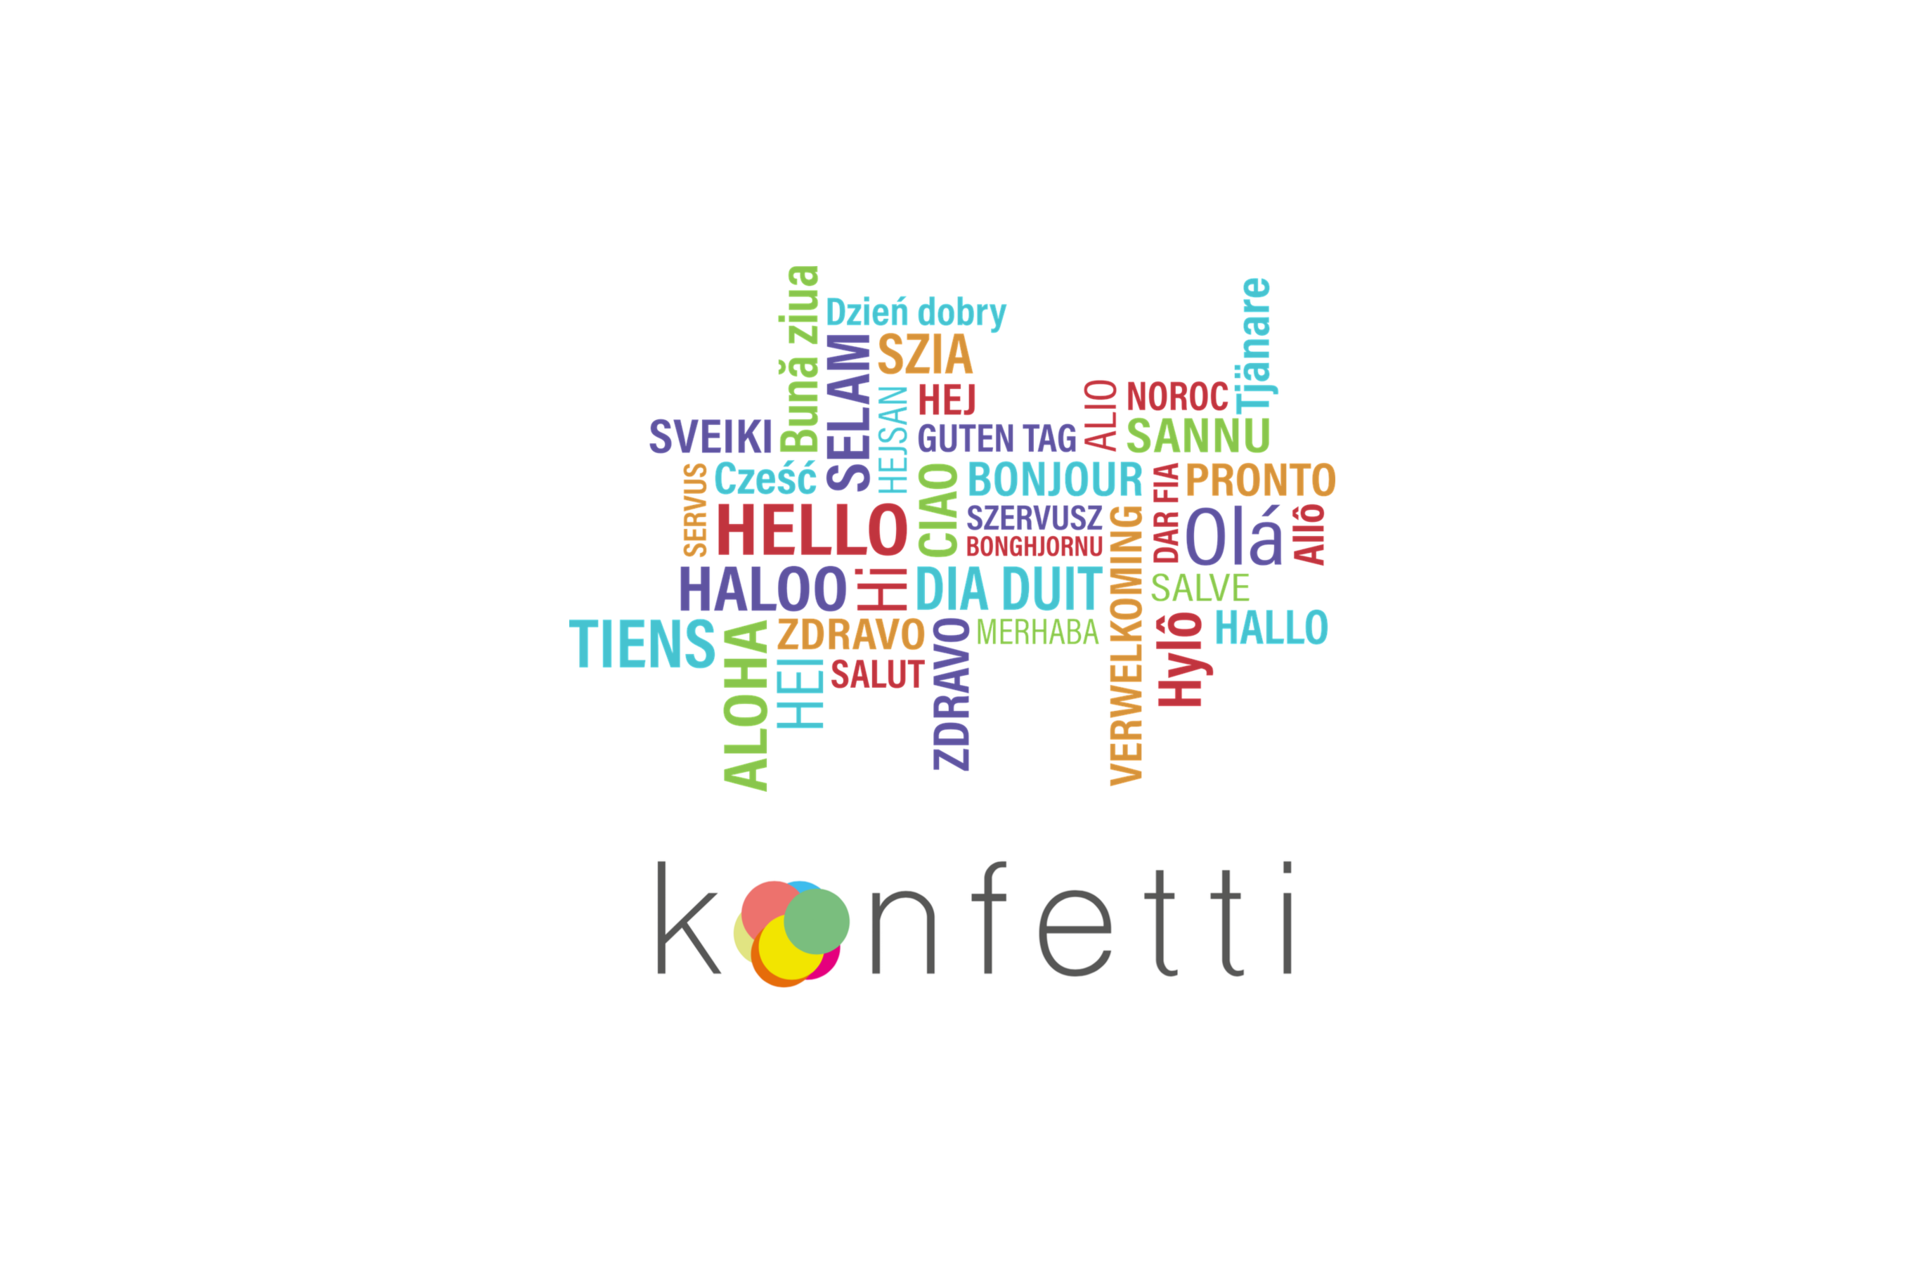 Bună ziua
Dzień dobry
Tjänare
SELAM
SZIA
HEJSAN
HEJ
ALIO
NOROC
SVEIKI
GUTEN TAG
SANNU
SERVUS
Cześć
CIAO
BONJOUR
DAR FIA
PRONTO
HELLO
SZERVUSZ
VERWELKOMING
Olá
Allô
BONGHJORNU
HALOO
Hi
DIA DUIT
SALVE
TIENS
ALOHA
ZDRAVO
ZDRAVO
MERHABA
Hylô
HALLO
HEI
SALUT
konfetti